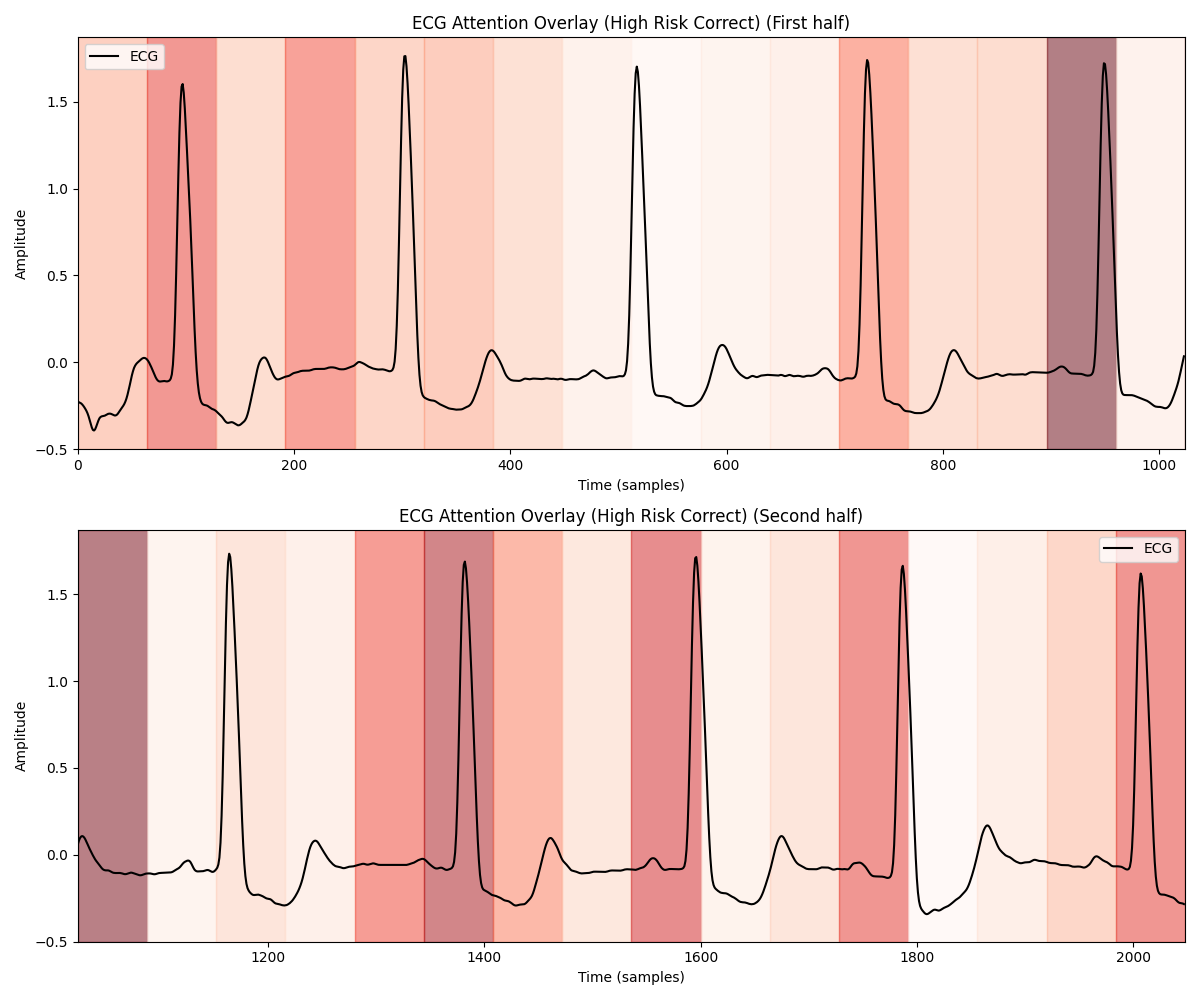 ECG Attention Overlay (High Risk Correct) (First half)
ECG
Amplitude
1.5
1.0
0.5
0.0
−0.5
0 200 400 600 800 1000
Time (samples)
ECG Attention Overlay (High Risk Correct) (Second half)
ECG
Amplitude
1.5
1.0
0.5
0.0
−0.5
1200 1400 1600 1800 2000
Time (samples)